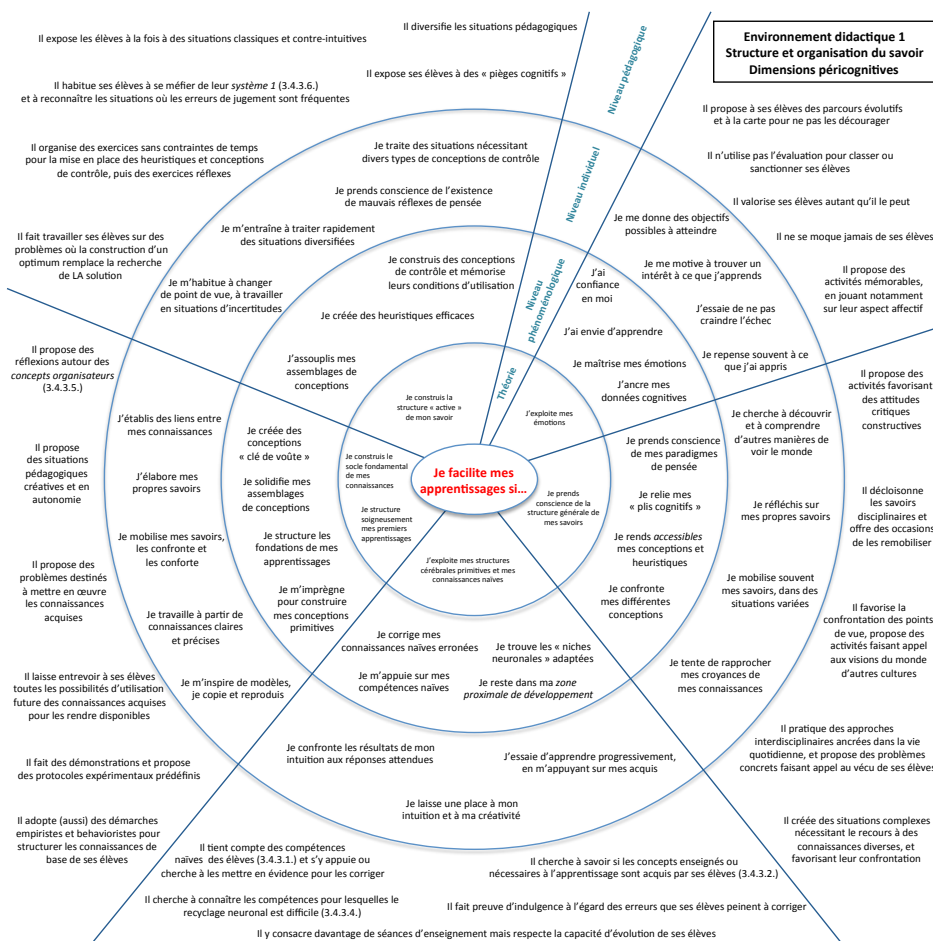 Environnement didactique 1
Structure et organisation du savoir
Dimensions péricognitives
Niveau pédagogique
Niveau individuel
Niveau
phénoménologique
Théorie
Je facilite mes
apprentissages si...
Il diversifie les situations pédagogiques
Il expose les élèves à la fois à des situations classiques et contre-intuitives
Il expose ses élèves à des « pièges cognitifs »
Il habitue ses élèves à se méfier de leur système 1 (3.4.3.6.)
et à reconnaître les situations où les erreurs de jugement sont fréquentes
Il organise des exercices sans contraintes de temps
pour la mise en place des heuristiques et conceptions
de contrôle, puis des exercices réflexes
Il fait travailler ses élèves sur des
problèmes où la construction d'un
optimum remplace la recherche
de LA solution
Je traite des situations nécessitant
divers types de conceptions de contrôle
Je prends conscience de l'existence
de mauvais réflexes de pensée
Je m'entraîne à traiter rapidement
des situations diversifiées
Je m'habitue à changer
de point de vue, à travailler
en situations d'incertitudes
Je construis des conceptions
de contrôle et mémorise
leurs conditions d'utilisation
Je créée des heuristiques efficaces
J'assouplis mes
assemblages de
conceptions
Je construis la
structure « active »
de mon savoir
Il propose à ses élèves des parcours évolutifs
et à la carte pour ne pas les décourager
Il n'utilise pas l'évaluation pour classer ou
sanctionner ses élèves
Il valorise ses élèves autant qu'il le peut
Il ne se moque jamais de ses élèves
Il propose des
activités mémorables,
en jouant notamment
sur leur aspect affectif
Je me donne des objectifs
possibles à atteindre
Je me motive à trouver un
intérêt à ce que j'apprends
J'essaie de ne pas
craindre l'échec
Je repense souvent à ce
que j'ai appris
J'ai
confiance
en moi
J'ai envie d'apprendre
Je maîtrise mes émotions
J'ancre mes
données cognitives
J'exploite mes
émotions
Il propose des
activités favorisant
des attitudes
critiques
constructives
Il décloisonne
les savoirs
disciplinaires et
offre des occasions
de les remobiliser
Il favorise la
confrontation des points
de vue, propose des
activités faisant appel
aux visions du monde
d'autres cultures
Il pratique des approches
interdisciplinaires ancrées dans la vie
quotidienne, et propose des problèmes
concrets faisant appel au vécu de ses élèves
Il créée des situations complexes
nécessitant le recours à des
connaissances diverses, et
favorisant leur confrontation
Je cherche à découvrir
et à comprendre
d'autres manières de
voir le monde
Je réfléchis sur
mes propres savoirs
Je mobilise souvent
mes savoirs, dans des
situations variées
Je tente de rapprocher
mes croyances de
mes connaissances
Je prends conscience
de mes paradigmes
de pensée
Je relie mes
« plis cognitifs »
Je rends accessibles
mes conceptions et
heuristiques
Je confronte
mes différentes
conceptions
Je prends
conscience de la
structure générale de
mes savoirs
Il propose des
réflexions autour des
concepts organisateurs
(3.4.3.5.)
Il propose
des situations
pédagogiques
créatives et en
autonomie
Il propose des
problèmes destinés
à mettre en œuvre
les connaissances
acquises
Il laisse entrevoir à ses élèves
toutes les possibilités d'utilisation
future des connaissances acquises
pour les rendre disponibles
Il fait des démonstrations et propose
des protocoles expérimentaux prédéfinis
Il adopte (aussi) des démarches
empiristes et behavioristes pour
structurer les connaissances de
base de ses élèves
J'établis des liens entre
mes connaissances
J'élabore mes
propres savoirs
Je mobilise mes savoirs,
les confronte et
les conforte
Je travaille à partir de
connaissances claires
et précises
Je m'inspire de modèles,
je copie et reproduis
Je créée des
conceptions
« clé de voûte »
Je solidifie mes
assemblages de
conceptions
Je structure les
fondations de mes
apprentissages
Je m'imprègne
pour construire
mes conceptions
primitives
Je construis le
socle fondamental
de mes
connaissances
Je structure
soigneusement
mes premiers
apprentissages
J'exploite mes structures
cérébrales primitives et mes
connaissances naïves
Je corrige mes
connaissances naïves erronées
Je m'appuie sur mes
compétences naïves
Je trouve les « niches
neuronales » adaptées
Je reste dans ma zone
proximale de développement
Je confronte les résultats de mon
intuition aux réponses attendues
J'essaie d'apprendre progressivement,
en m'appuyant sur mes acquis
Je laisse une place à mon
intuition et à ma créativité
Il tient compte des compétences
naïves des élèves (3.4.3.1.) et s'y appuie ou
cherche à les mettre en évidence pour les corriger
Il cherche à savoir si les concepts enseignés ou
nécessaires à l'apprentissage sont acquis par ses élèves (3.4.3.2.)
Il cherche à connaître les compétences pour lesquelles le
recyclage neuronal est difficile (3.4.3.4.)
Il fait preuve d'indulgence à l'égard des erreurs que ses élèves peinent à corriger
Il y consacre davantage de séances d'enseignement mais respecte la capacité d'évolution de ses élèves